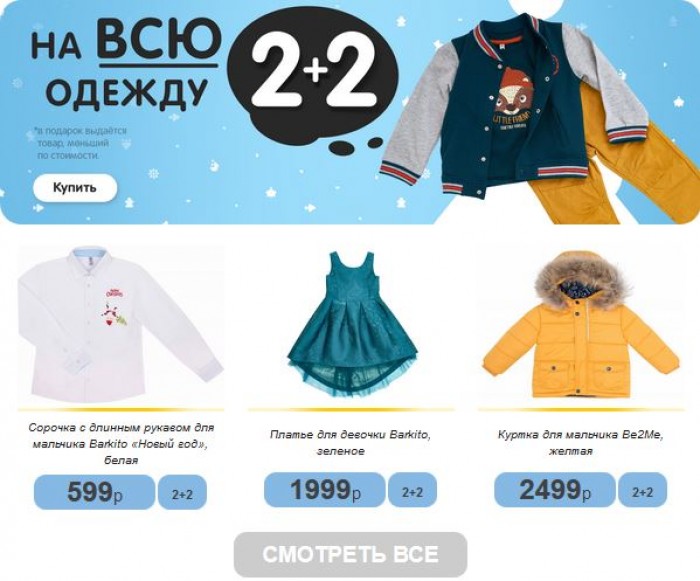 НА ВСЮ
ОДЕЖДУ
2+2
*в подарок выдаётся
товар, меньший
по стоимости.
Купить
LITTLE FRIEND
Сорочка с длинным рукавом для
мальчика Barkito «Новый год»,
белая
599р
2+2
Платье для девочки Barkito,
зеленое
1999р
2+2
Куртка для мальчика Be2Me,
желтая
2499р
2+2
СМОТРЕТЬ ВСЕ